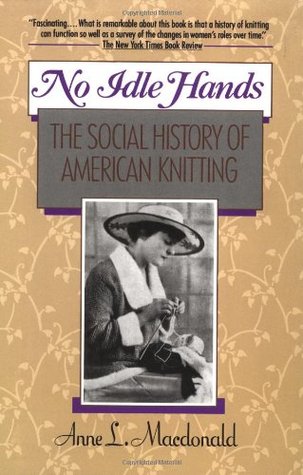 "Fascinating.... What is remarkable about this book is that a history of knitting
can function so well as a survey of the changes in women's roles over time."
The New York Times Book Review
No Idle Hands
THE SOCIAL HISTORY OF
AMERICAN KNITTING
Anne L. Macdonald